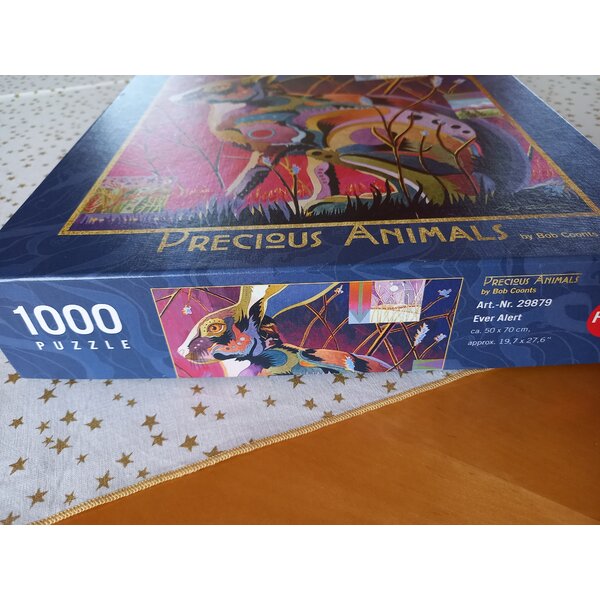 PRECIOUS ANIMALS by Bob Coonts
1000
PUZZLE
PRECIOUS ANIMALS
by Bob Coonts
Art.-Nr. 29879
Ever Alert
ca. 50 x 70 cm,
approx. 19,7 x 27,6"